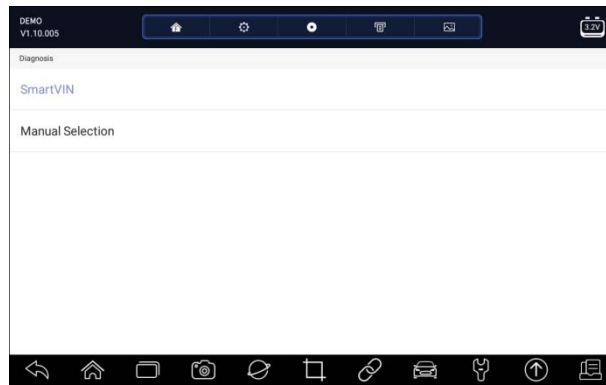 DEMO
V1.10.005
3.2V
Diagnosis
SmartVIN
Manual Selection